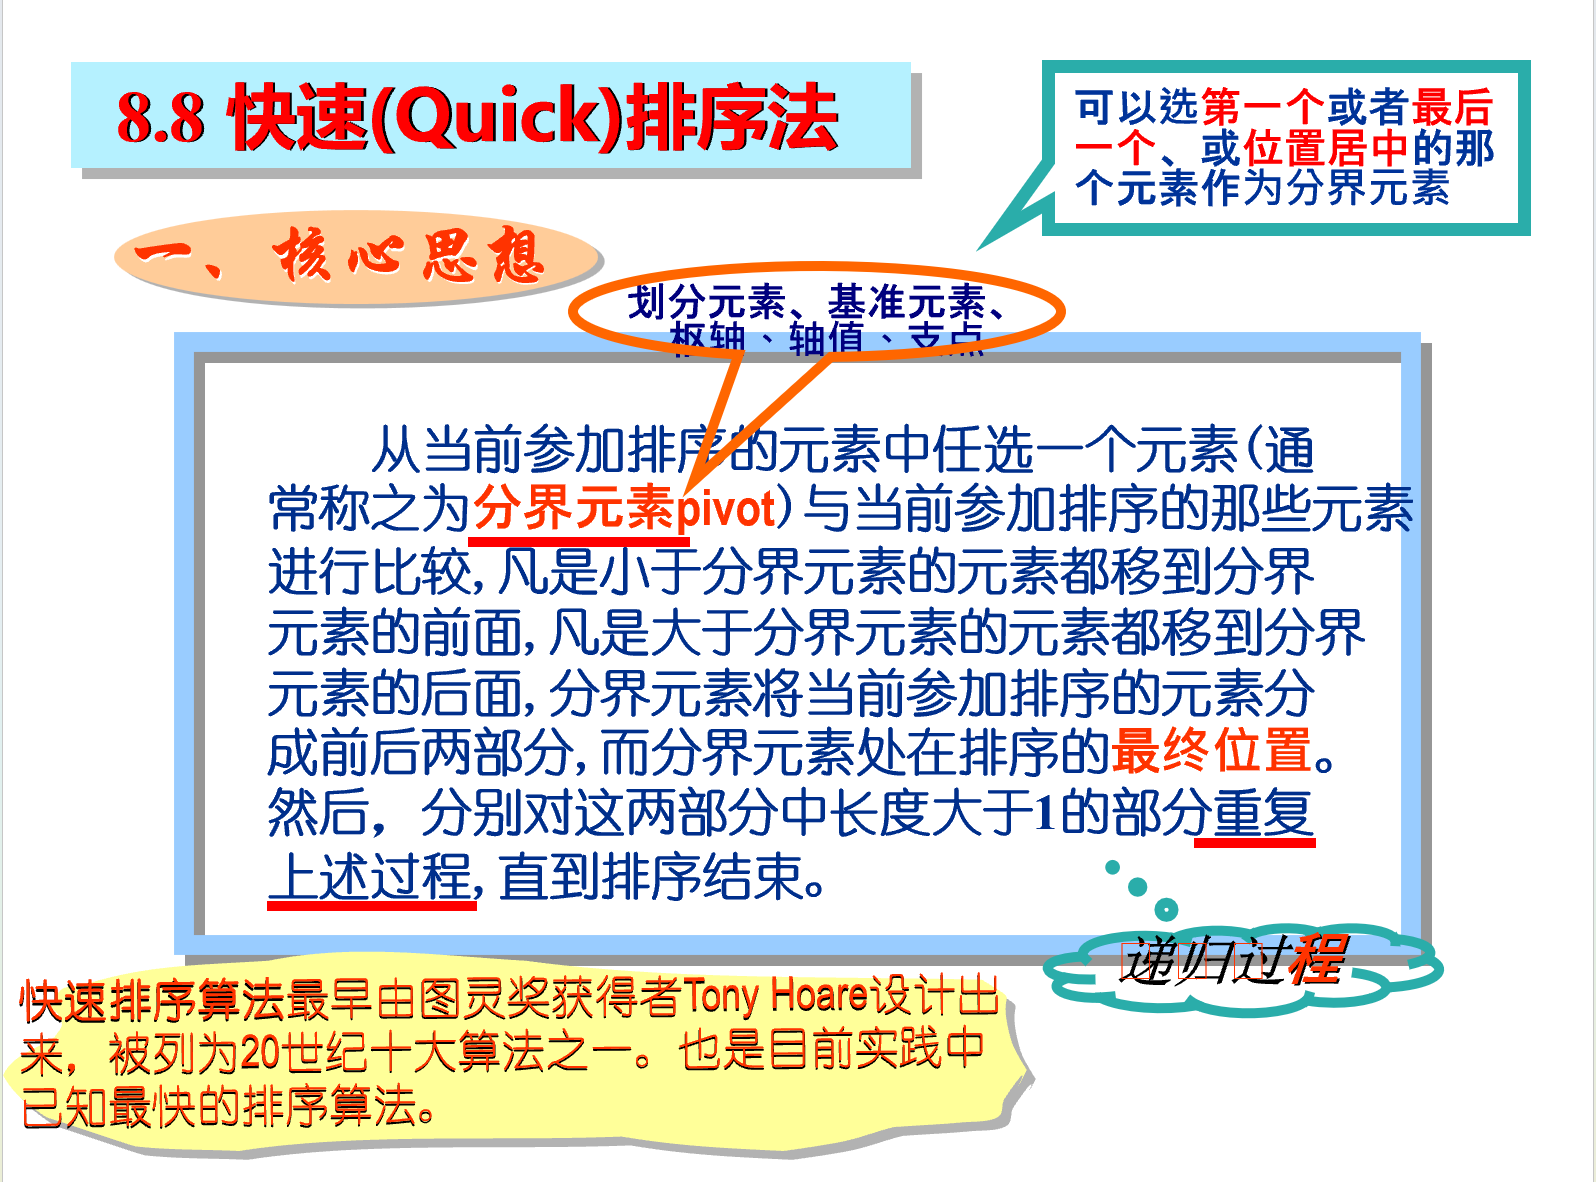 8.8 快速(Quick)排序法
可以选第一个或者最后
一个、或位置居中的那
个元素作为分界元素
一、核心思想
划分元素、基准元素、
枢轴、轴值、支点
从当前参加排序的元素中任选一个元素(通
常称之为分界元素pivot)与当前参加排序的那些元素
进行比较,凡是小于分界元素的元素都移到分界
元素的前面,凡是大于分界元素的元素都移到分界
元素的后面,分界元素将当前参加排序的元素分
成前后两部分,而分界元素处在排序的最终位置。
然后，分别对这两部分中长度大于1的部分重复
上述过程,直到排序结束。
递归过程
快速排序算法最早由图灵奖获得者Tony Hoare设计出
来，被列为20世纪十大算法之一。也是目前实践中
已知最快的排序算法。